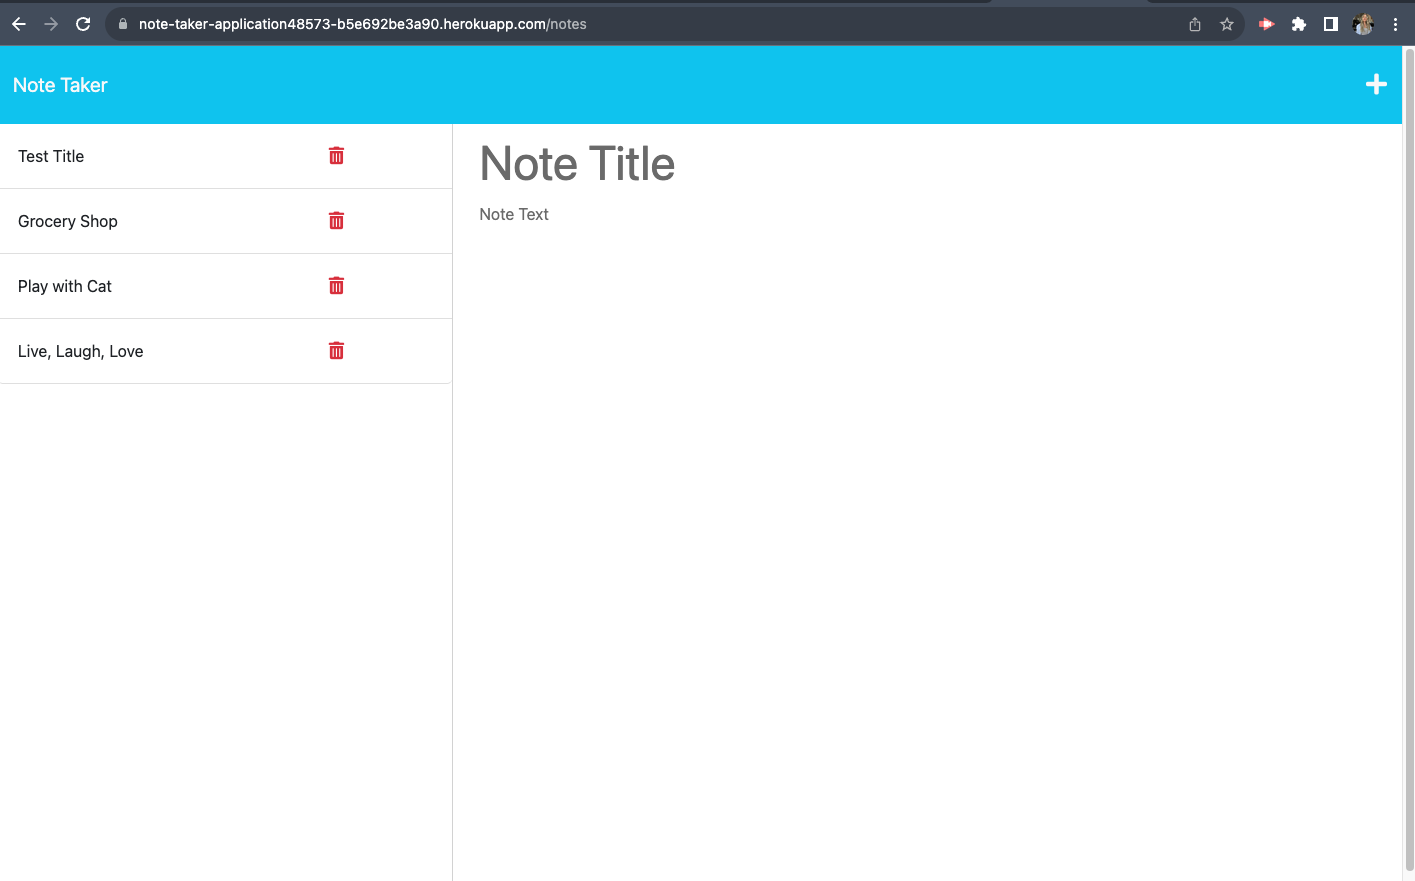 note-taker-application48573-b5e692be3a90.herokuapp.com/notes
Note Taker
Test Title
Grocery Shop
Play with Cat
Live, Laugh, Love
Note Title
Note Text